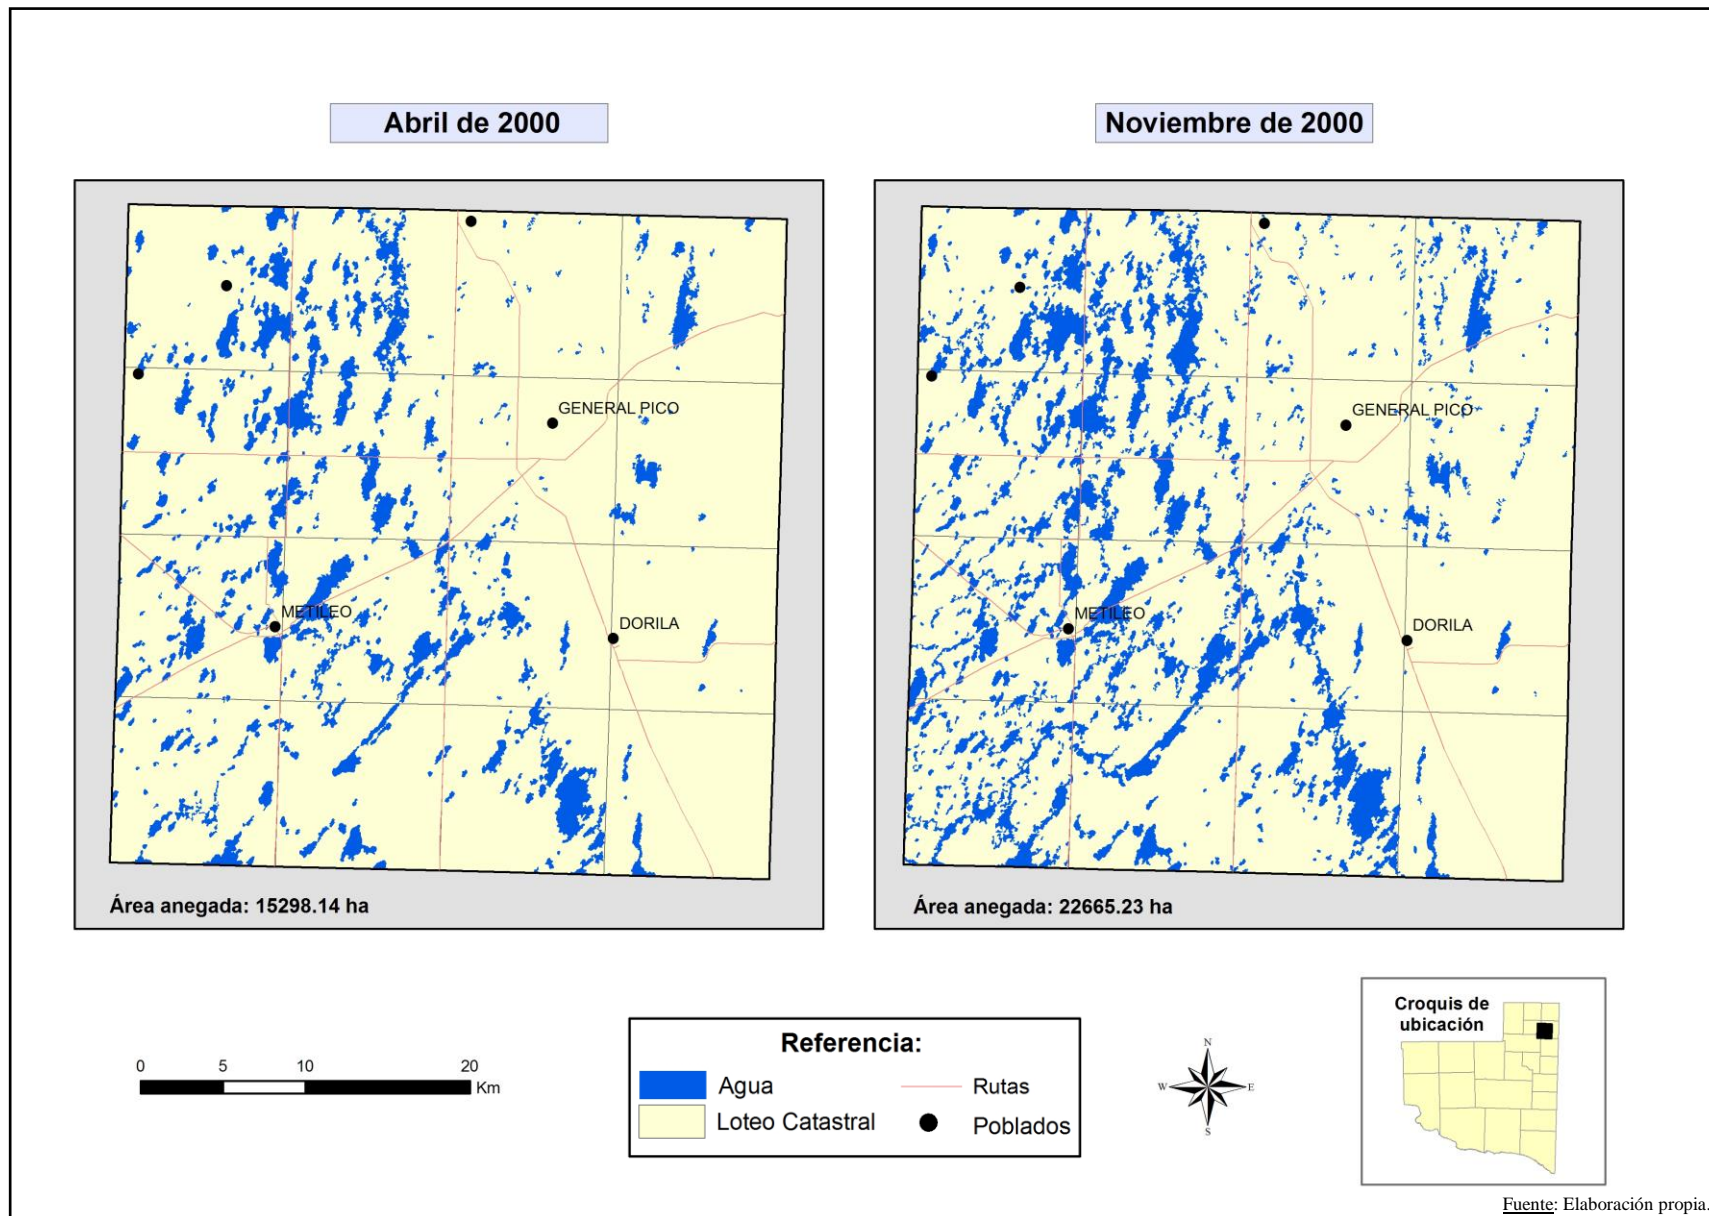 Abril de 2000
Noviembre de 2000
GENERAL PICO
METILEO
DORILA
Área anegada: 15298.14 ha
GENERAL PICO
METILEO
DORILA
Área anegada: 22665.23 ha
0 5 10 20
Km
Referencia:
Agua
Rutas
Loteo Catastral
Poblados
N
W
E
S
Croquis de
ubicación
Fuente: Elaboración propia.